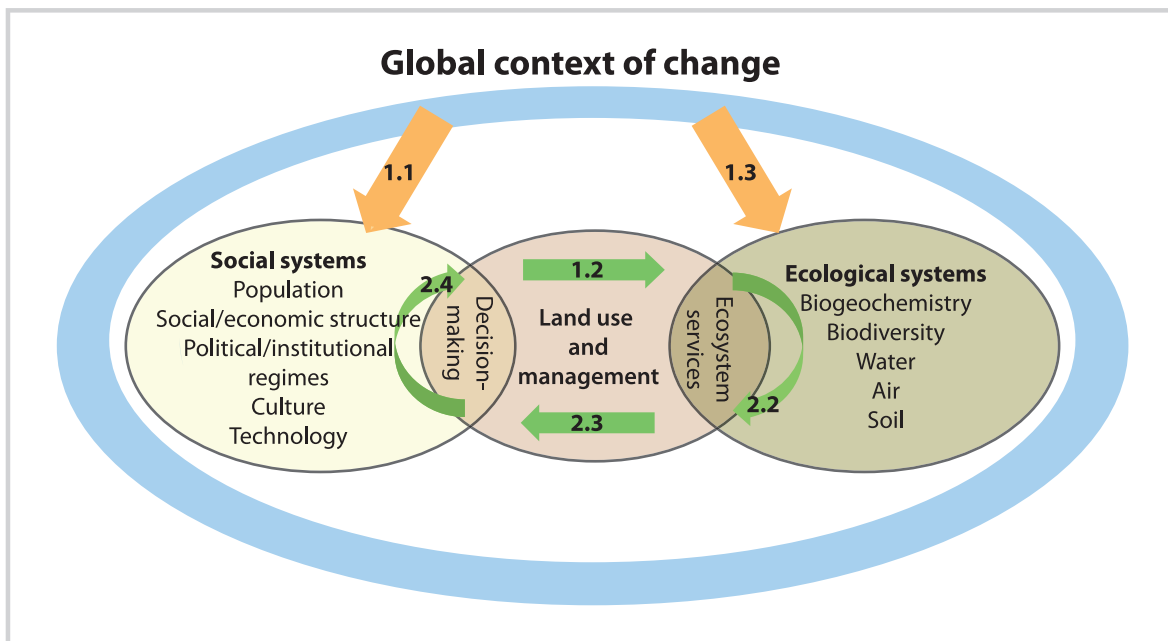 Global context of change
1.1
1.3
Social systems
Population
Social/economic structure
Political/institutional
regimes
Culture
Technology
2.4
Decision-
making
1.2
Land use
and
management
2.3
Ecosystem
services
2.2
Ecological systems
Biogeochemistry
Biodiversity
Water
Air
Soil